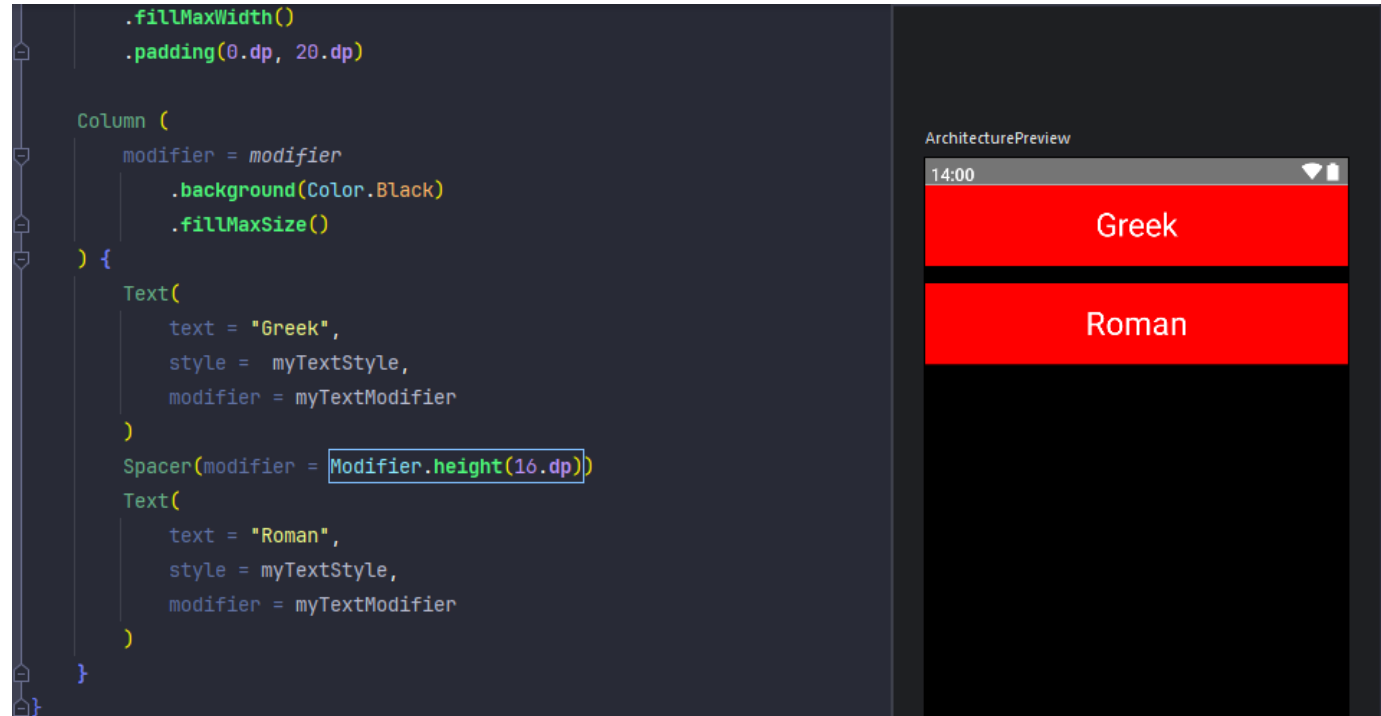 .fillMaxWidth()
.padding(0.dp, 20.dp)
Column (
modifier = modifier
.background(Color.Black)
.fillMaxSize()
) {
Text(
text = "Greek",
style =  myTextStyle,
modifier = myTextModifier
)
Spacer(modifier = Modifier.height(16.dp))
Text(
text = "Roman",
style = myTextStyle,
modifier = myTextModifier
)
}
}
ArchitecturePreview
14:00
Greek
Roman